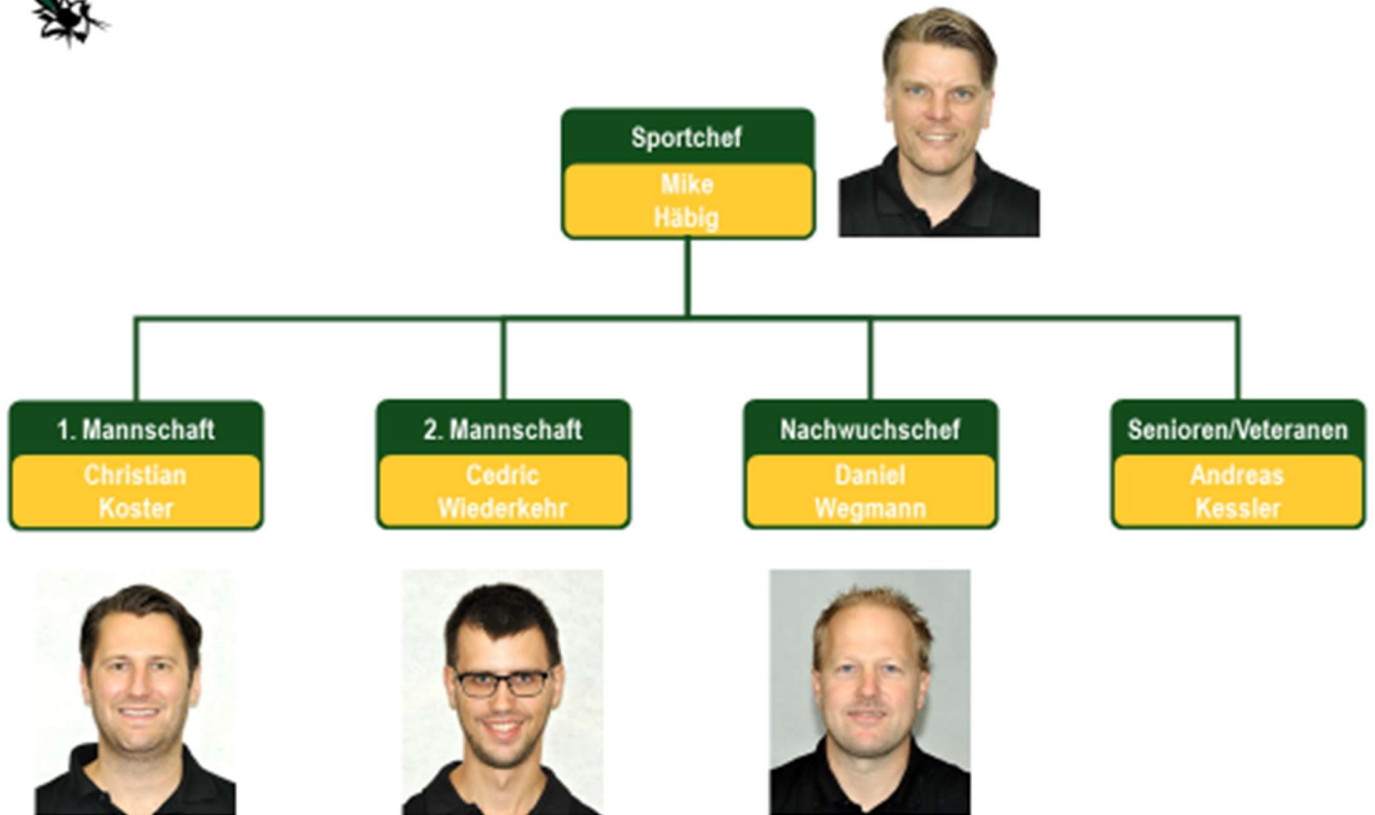 Sportchef
Mike
Häbig
1. Mannschaft
Christian
Koster
2. Mannschaft
Cedric
Wiederkehr
Nachwuchschef
Daniel
Wegmann
Senioren/Veteranen
Andreas
Kessler